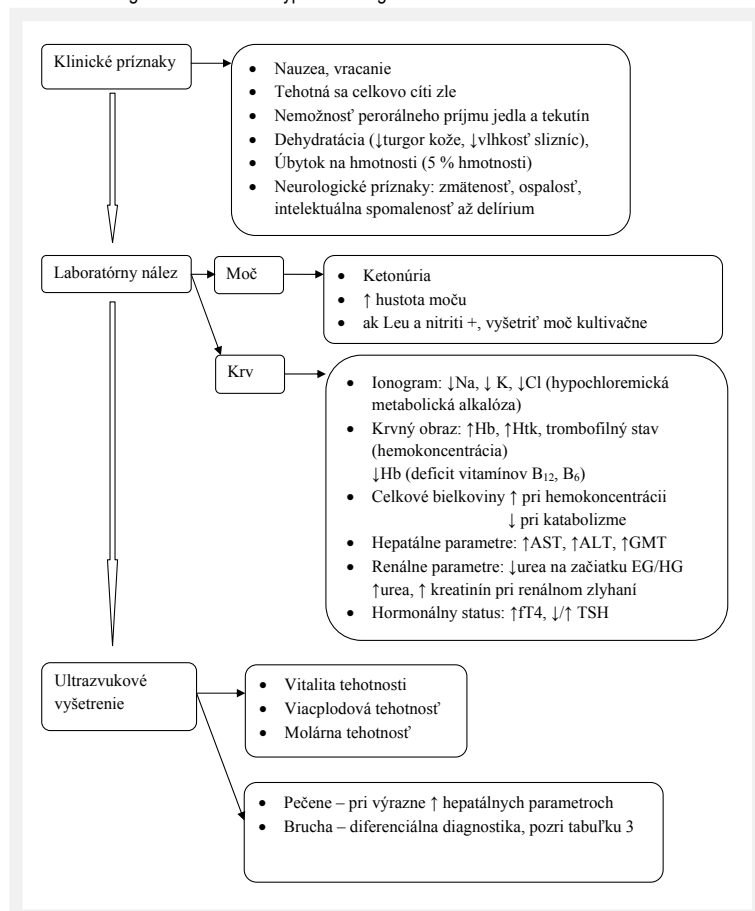 Klinické príznaky
• Nauzea, vracanie
• Tehotná sa celkovo cíti zle
• Nemožnosť perorálneho príjmu jedla a tekutín
• Dehydratácia (↓turgor kože, ↓vlhkosť slizníc),
• Úbytok na hmotnosti (5 % hmotnosti)
• Neurologické príznaky: zmätenosť, ospalosť,
intelektuálna spomalenosť až delírium
Laboratórny nález
Moč
• Ketonúria
• ↑ hustota moču
• ak Leu a nitriti +, vyšetriť moč kultivačne
Krv
• Ionogram: ↓Na, ↓ K, ↓Cl (hypochloremická
metabolická alkalóza)
• Krvný obraz: ↑Hb, ↑Htk, trombofilný stav
(hemokoncentrácia)
↓Hb (deficit vitamínov B₁₂, B₆)
• Celkové bielkoviny ↑ pri hemokoncentrácii
↓ pri katabolizme
• Hepatálne parametre: ↑AST, ↑ALT, ↑GMT
• Renálne parametre: ↓urea na začiatku EG/HG
↑urea, ↑ kreatinín pri renálnom zlyhaní
• Hormonálny status: ↑fT4, ↓/↑ TSH
Ultrazvukové
vyšetrenie
• Vitalita tehotnosti
• Viacplodová tehotnosť
• Molárna tehotnosť
• Pečene – pri výrazne ↑ hepatálnych parametroch
• Brucha – diferenciálna diagnostika, pozri tabuľku 3